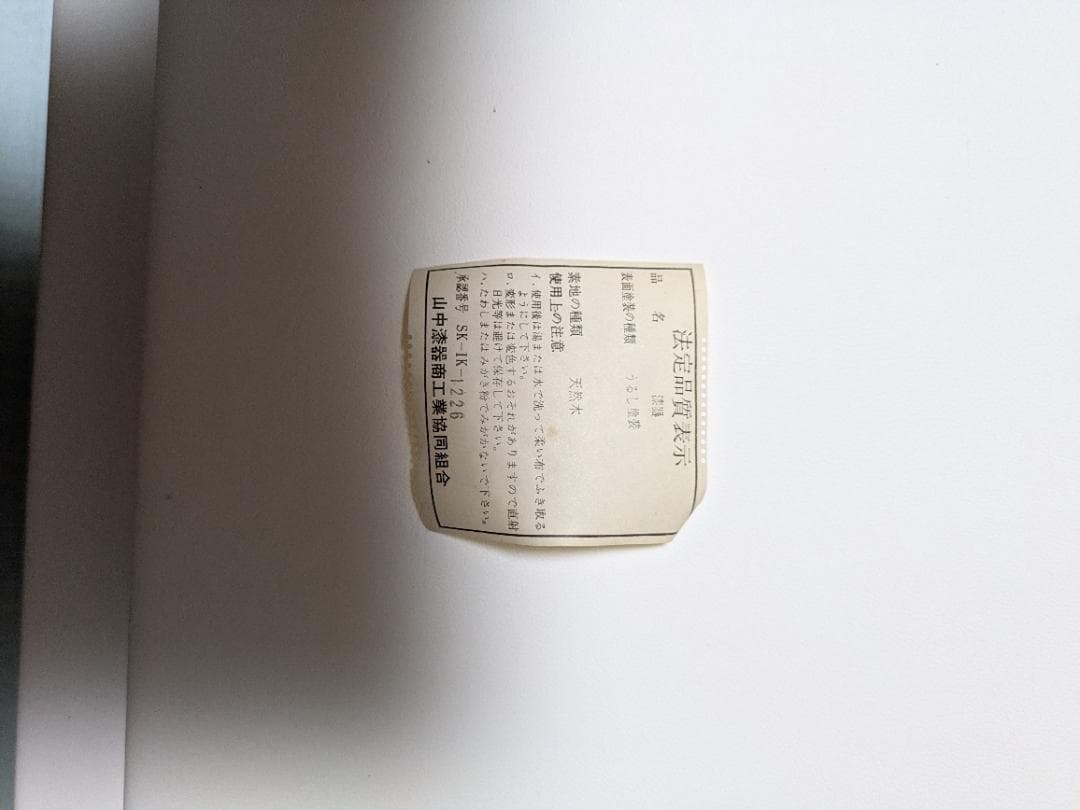 法定品質表示
品名 漆器
表面塗装の種類 うるし塗装
素地の種類 天然木
使用上の注意
イ.使用後は湯または水で洗って柔い布でふき取る
ようにして下さい。
ロ.変形または変色するおそれがありますので直射
日光等は避けて保存して下さい。
ハ.たわしまたはみがき粉でみがかないで下さい。
承認番号 SK-IK-1226
山中漆器商工業協同組合